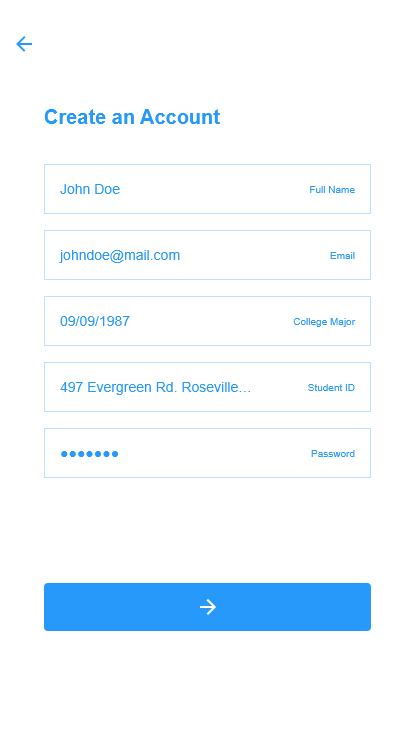 Create an Account
John Doe Full Name
johndoe@mail.com Email
09/09/1987 College Major
497 Evergreen Rd. Roseville... Student ID
●●●●●●● Password